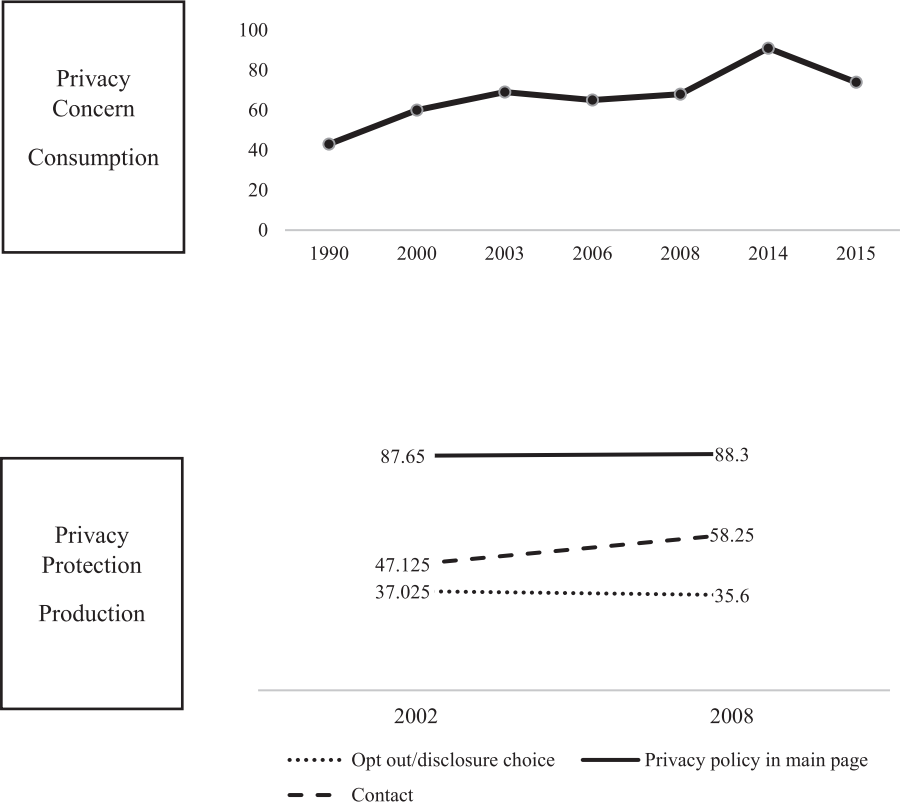 Privacy
Concern
Consumption
100
80
60
40
20
0
1990 2000 2003 2006 2008 2014 2015
Privacy
Protection
Production
87.65 88.3
47.125 58.25
37.025 35.6
2002 2008
Opt out/disclosure choice Privacy policy in main page
Contact